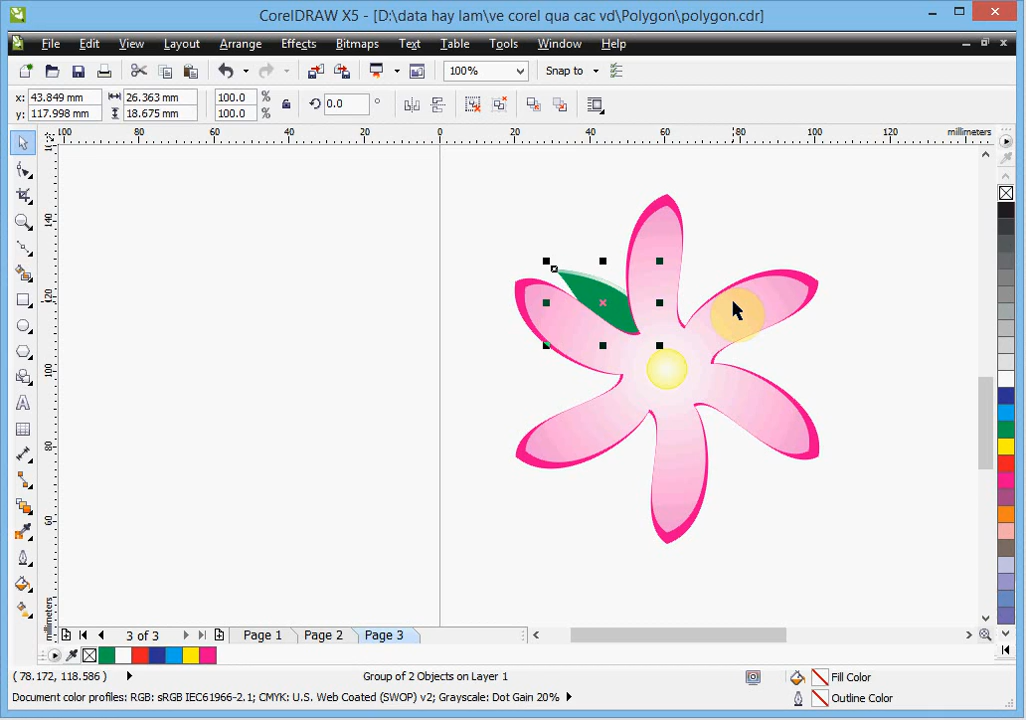 CorelDRAW X5 - [D:\data hay lam\ve corel qua cac vd\Polygon\polygon.cdr]
File Edit View Layout Arrange Effects Bitmaps Text Table Tools Window Help
100% Snap to
x: 43.849 mm 26.363 mm 100.0 % 0.0 °
y: 117.998 mm 18.675 mm 100.0 %
100 80 60 40 20 0 20 40 60 80 100 120 millimeters
140
120
100
80
60
millimeters
3 of 3 Page 1 Page 2 Page 3
( 78.172, 118.586 ) Group of 2 Objects on Layer 1 Fill Color
Document color profiles: RGB: sRGB IEC61966-2.1; CMYK: U.S. Web Coated (SWOP) v2; Grayscale: Dot Gain 20% Outline Color